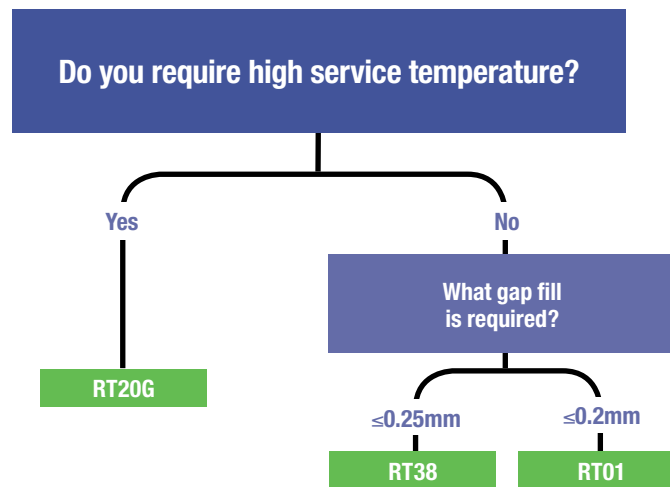 Do you require high service temperature?
Yes
No
What gap fill
is required?
RT20G
≤0.25mm
≤0.2mm
RT38
RT01